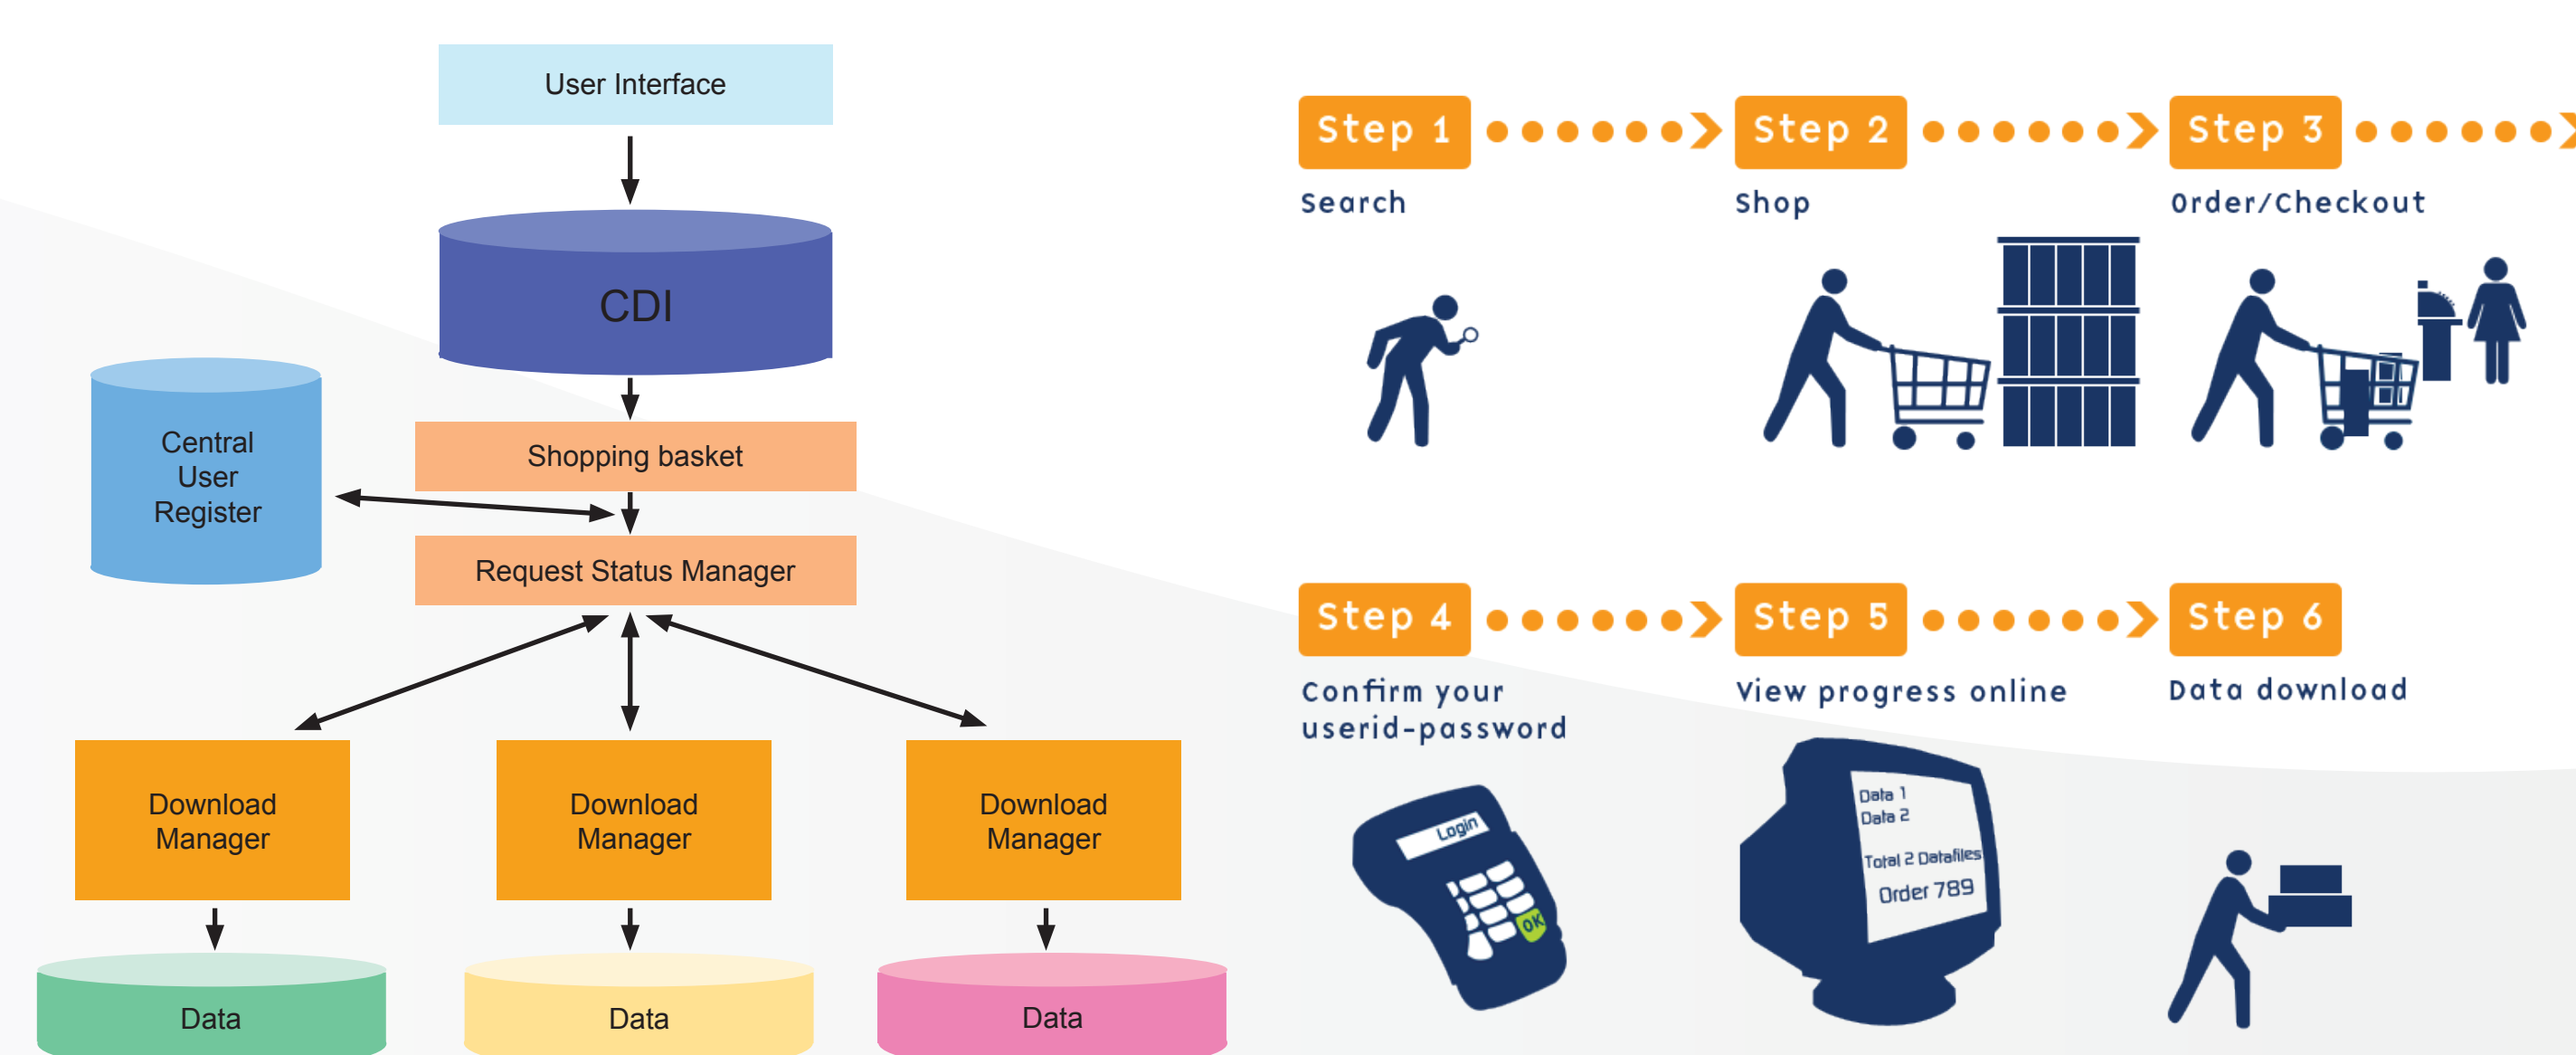 User Interface
CDI
Central
User
Register
Shopping basket
Request Status Manager
Download
Manager
Download
Manager
Download
Manager
Data
Data
Data
Step 1
Step 2
Step 3
Search
Shop
Order/Checkout
Step 4
Step 5
Step 6
Confirm your
userid-password
View progress online
Data download
Login
OK
Data 1
Data 2
Total 2 Datafiles
Order 789